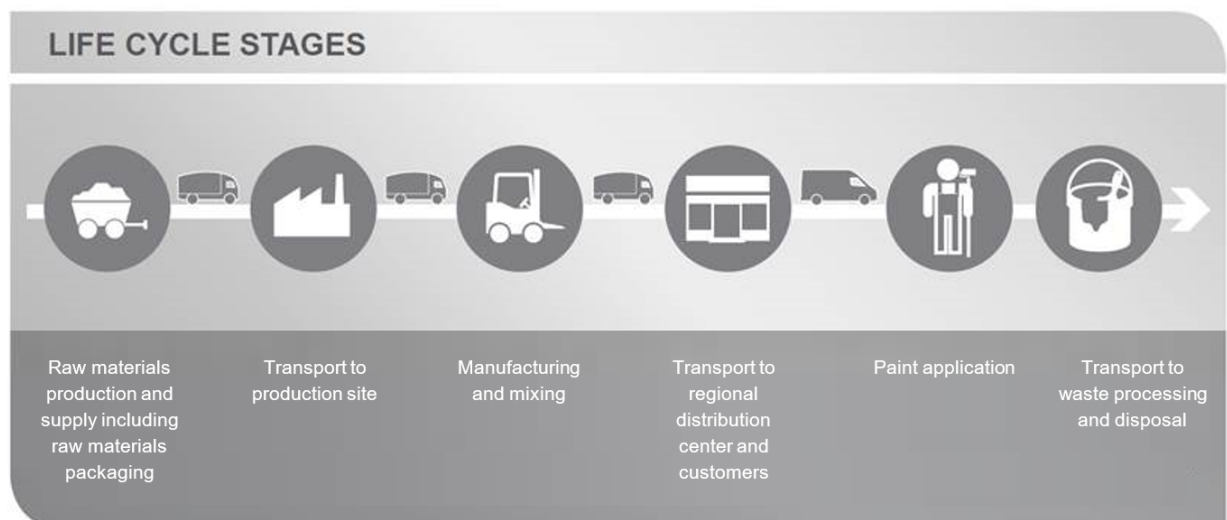 LIFE CYCLE STAGES
Raw materials
production and
supply including
raw materials
packaging
Transport to
production site
Manufacturing
and mixing
Transport to
regional
distribution
center and
customers
Paint application
Transport to
waste processing
and disposal